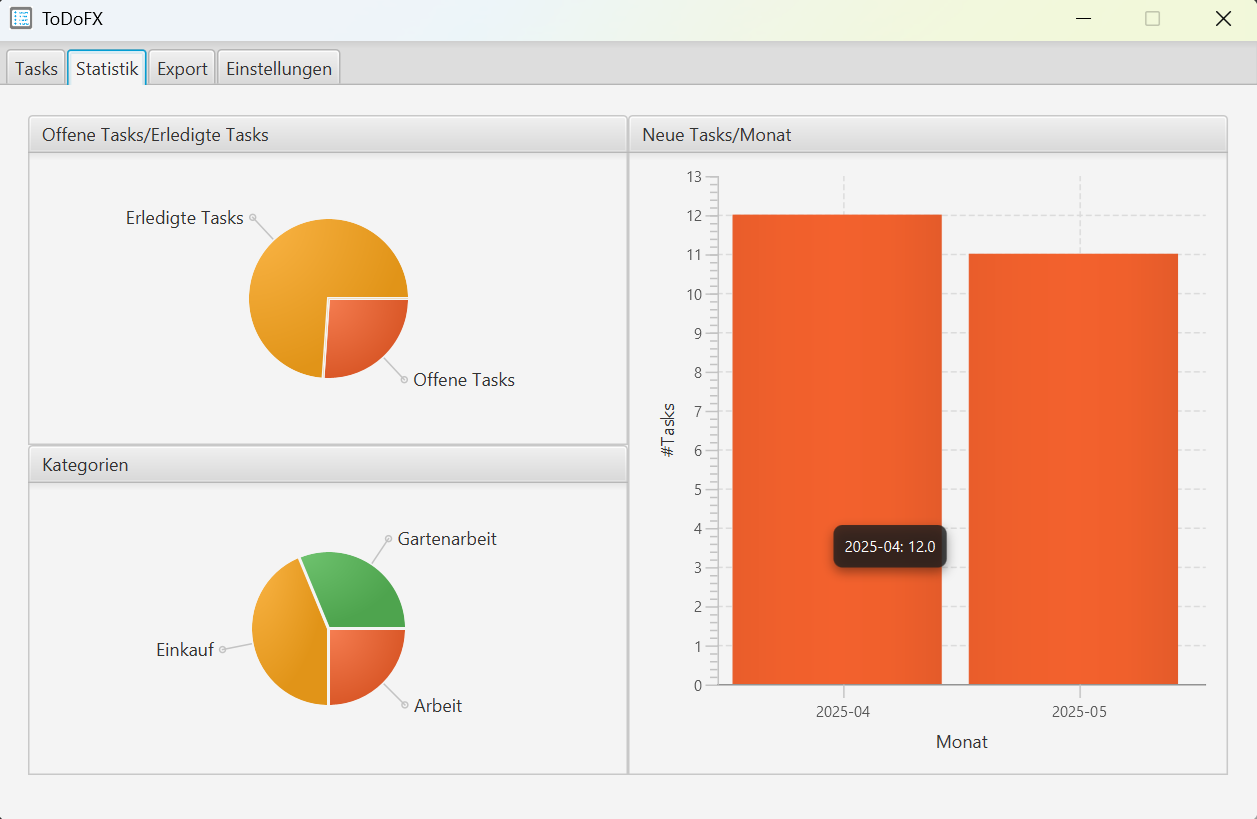 ToDoFX
Tasks Statistik Export Einstellungen
Offene Tasks/Erledigte Tasks
Erledigte Tasks
Offene Tasks
Kategorien
Gartenarbeit
Einkauf
Arbeit
Neue Tasks/Monat
13
12
11
10
9
8
7
6
5
4
3
2
1
0
#Tasks
2025-04: 12.0
2025-04 2025-05
Monat